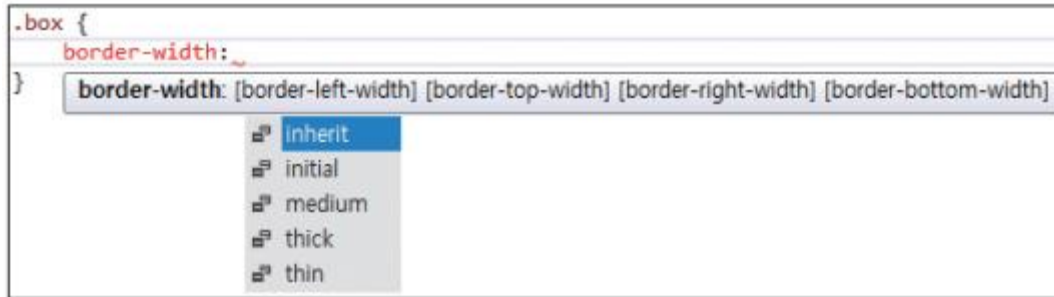 .box {
border-width:
}
border-width: [border-left-width] [border-top-width] [border-right-width] [border-bottom-width]
inherit
initial
medium
thick
thin